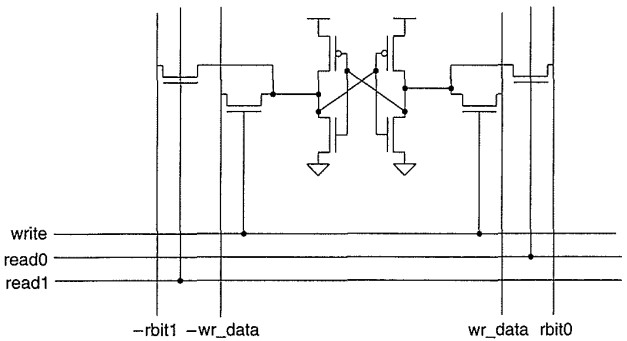 write
read0
read1
−rbit1 −wr_data wr_data rbit0